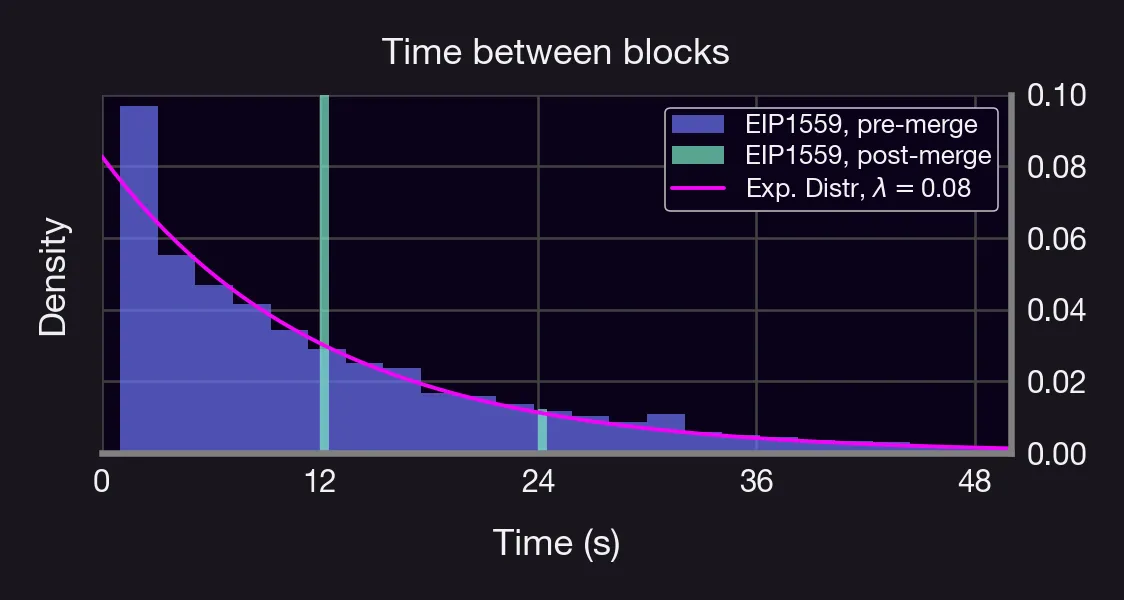 Time between blocks
Density
EIP1559, pre-merge
EIP1559, post-merge
Exp. Distr, λ = 0.08
0.10
0.08
0.06
0.04
0.02
0.00
0 12 24 36 48
Time (s)